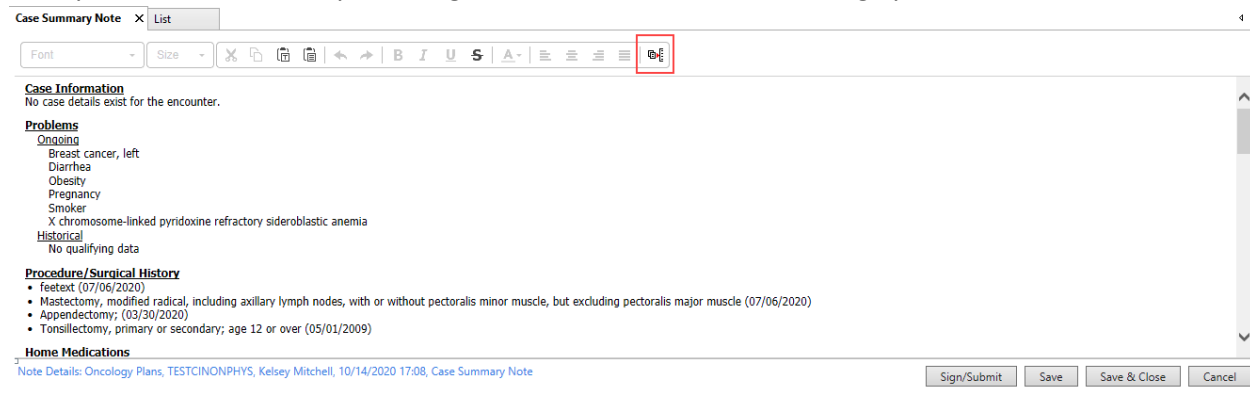 Case Summary Note X List
Font Size B I U S A
Case Information
No case details exist for the encounter.
Problems
Ongoing
Breast cancer, left
Diarrhea
Obesity
Pregnancy
Smoker
X chromosome-linked pyridoxine refractory sideroblastic anemia
Historical
No qualifying data
Procedure/Surgical History
• feetext (07/06/2020)
• Mastectomy, modified radical, including axillary lymph nodes, with or without pectoralis minor muscle, but excluding pectoralis major muscle (07/06/2020)
• Appendectomy; (03/30/2020)
• Tonsillectomy, primary or secondary; age 12 or over (05/01/2009)
Home Medications
Note Details: Oncology Plans, TESTCINONPHYS, Kelsey Mitchell, 10/14/2020 17:08, Case Summary Note
Sign/Submit Save Save & Close Cancel